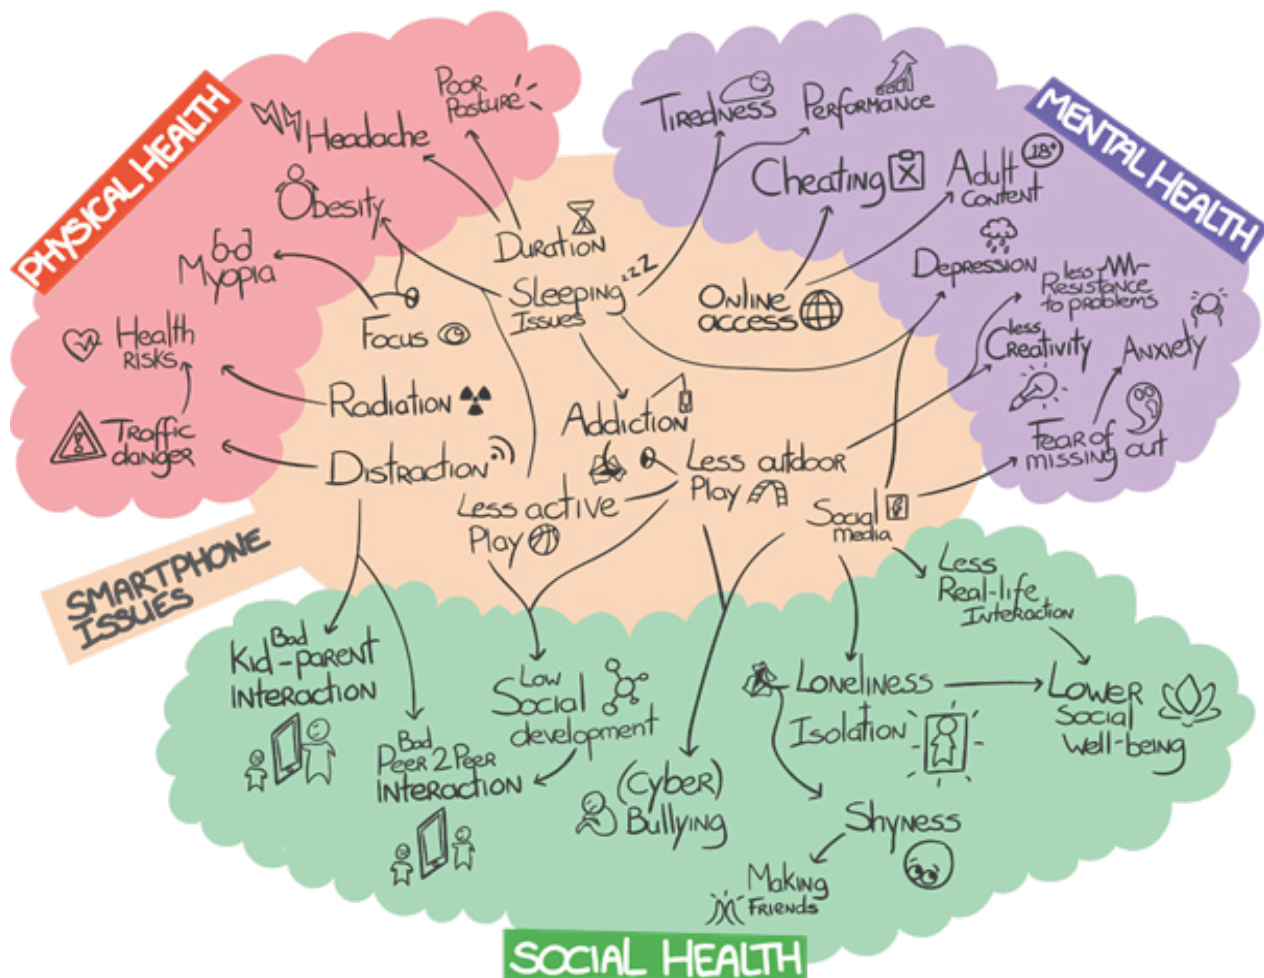 PHYSICAL HEALTH
Headache
Poor
Posture
Obesity
Myopia
Health
Risks
Traffic
danger
MENTAL HEALTH
Tiredness
Performance
Cheating
Adult
Content
18+
Depression
less
Resistance
to problems
less
Creativity
Anxiety
Fear of
missing out
SMARTPHONE
ISSUES
Duration
Sleeping
Issues
zzz
Focus
Radiation
Distraction
Online
access
Addiction
Less active
Play
Less outdoor
Play
Social
media
SOCIAL HEALTH
Bad
Kid-parent
interaction
Bad
Peer2Peer
Interaction
Low
Social
development
(Cyber)
Bullying
Less
Real-life
Interaction
Loneliness
Isolation
Lower
Social
Well-being
Shyness
Making
Friends